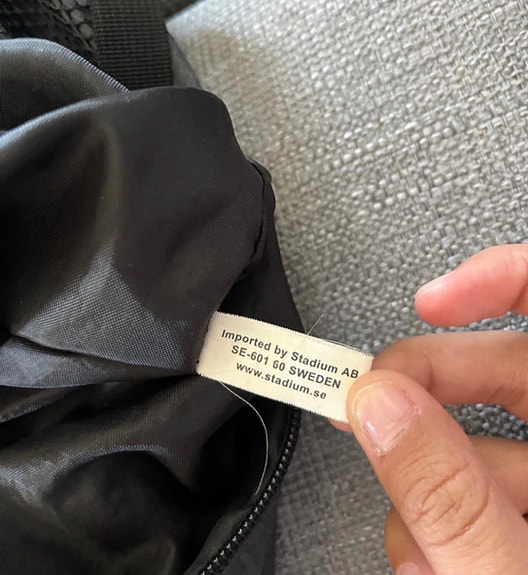 Imported by Stadium AB
SE-601 60 SWEDEN
www.stadium.se